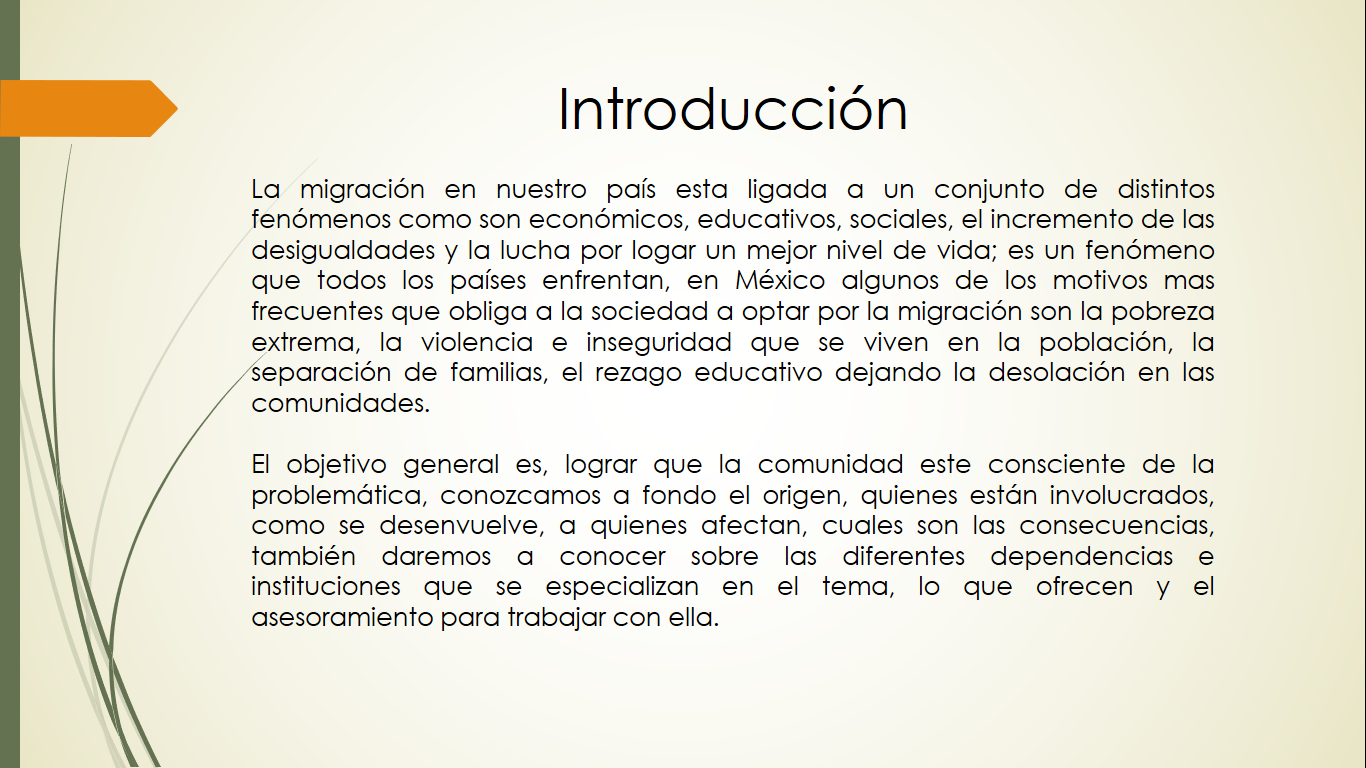 Introducción
La migración en nuestro país esta ligada a un conjunto de distintos
fenómenos como son económicos, educativos, sociales, el incremento de las
desigualdades y la lucha por logar un mejor nivel de vida; es un fenómeno
que todos los países enfrentan, en México algunos de los motivos mas
frecuentes que obliga a la sociedad a optar por la migración son la pobreza
extrema, la violencia e inseguridad que se viven en la población, la
separación de familias, el rezago educativo dejando la desolación en las
comunidades.
El objetivo general es, lograr que la comunidad este consciente de la
problemática, conozcamos a fondo el origen, quienes están involucrados,
como se desenvuelve, a quienes afectan, cuales son las consecuencias,
también daremos a conocer sobre las diferentes dependencias e
instituciones que se especializan en el tema, lo que ofrecen y el
asesoramiento para trabajar con ella.